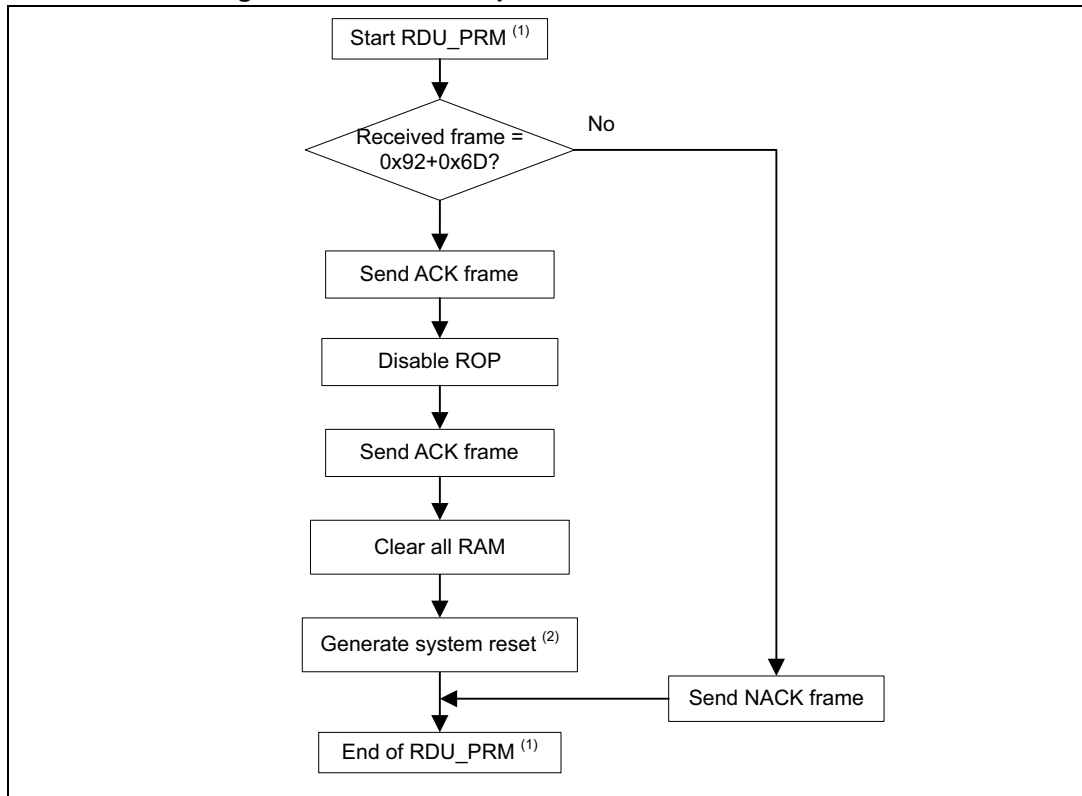 Start RDU_PRM (1)
Received frame =
0x92+0x6D?
No
Send ACK frame
Disable ROP
Send ACK frame
Clear all RAM
Generate system reset (2)
Send NACK frame
End of RDU_PRM (1)